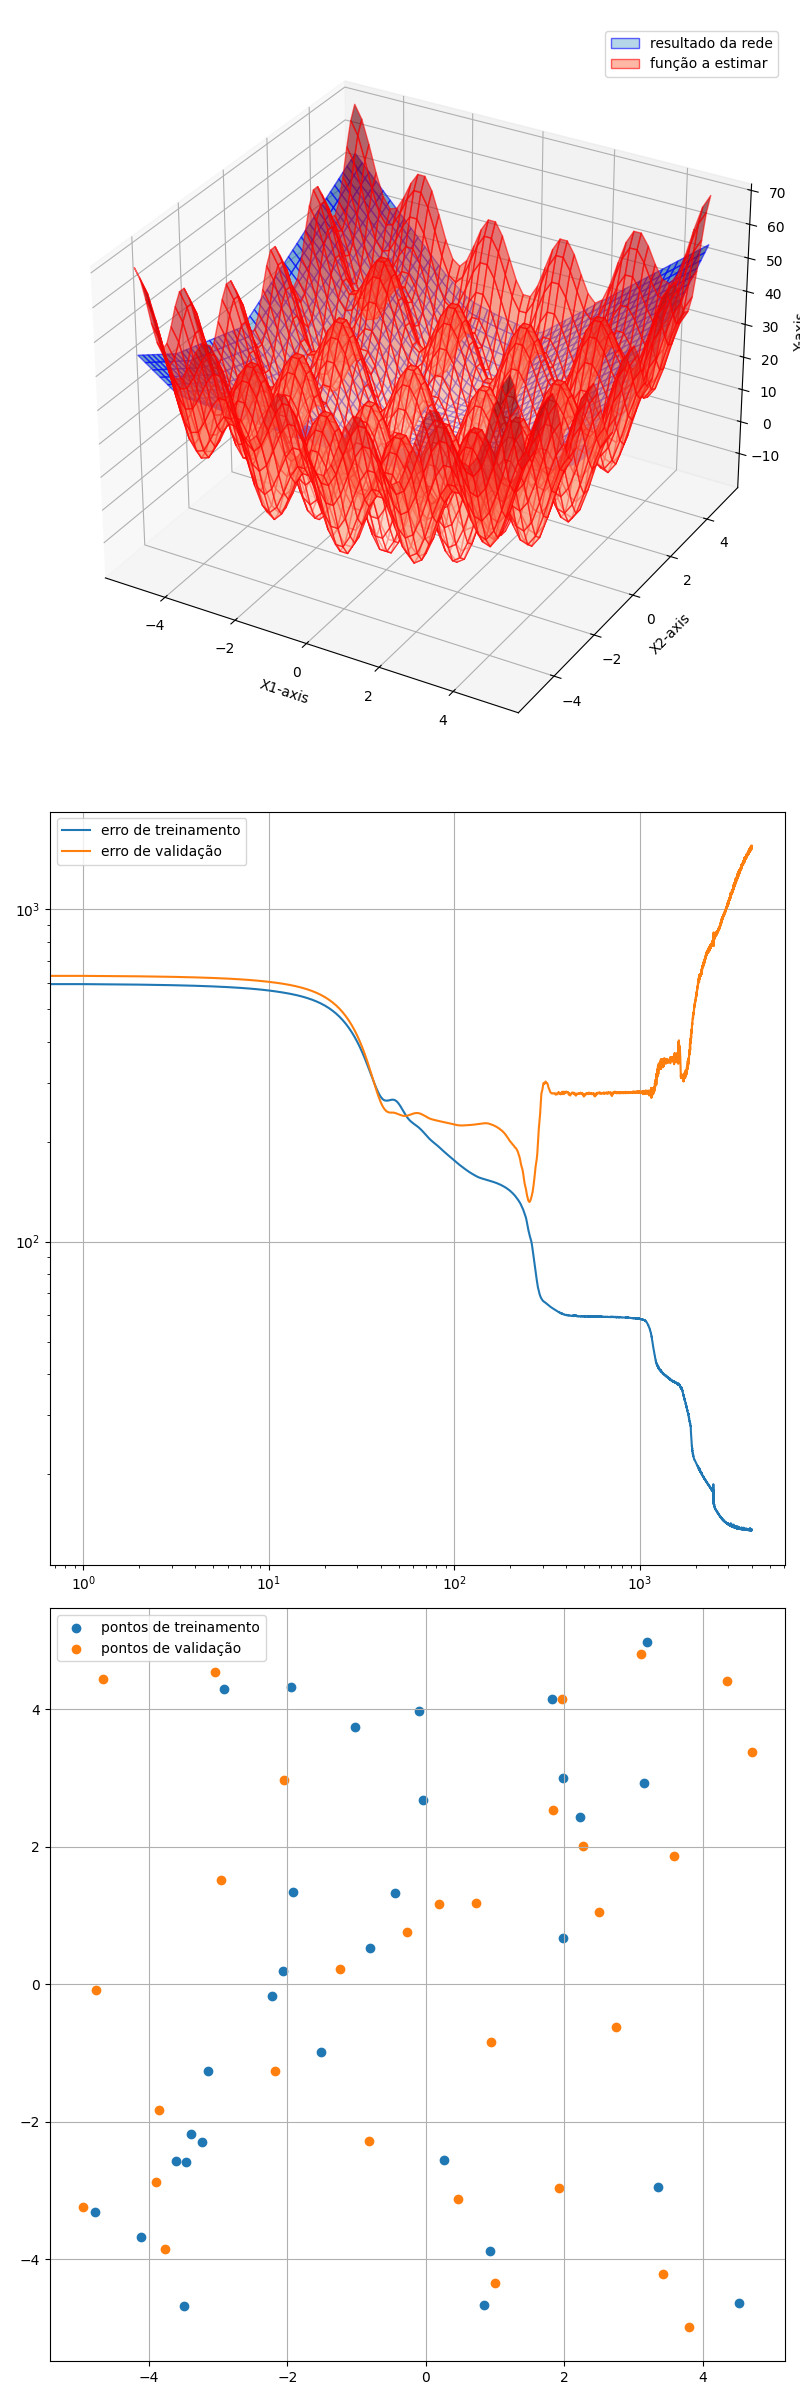 resultado da rede
função a estimar
70
60
50
40
30
20
10
0
−10
−4
−2
0
2
4
X1-axis
4
2
0
−2
−4
X2-axis
erro de treinamento
erro de validação
10³
10²
10⁰ 10¹ 10² 10³
pontos de treinamento
pontos de validação
4
2
0
−2
−4
−4 −2 0 2 4